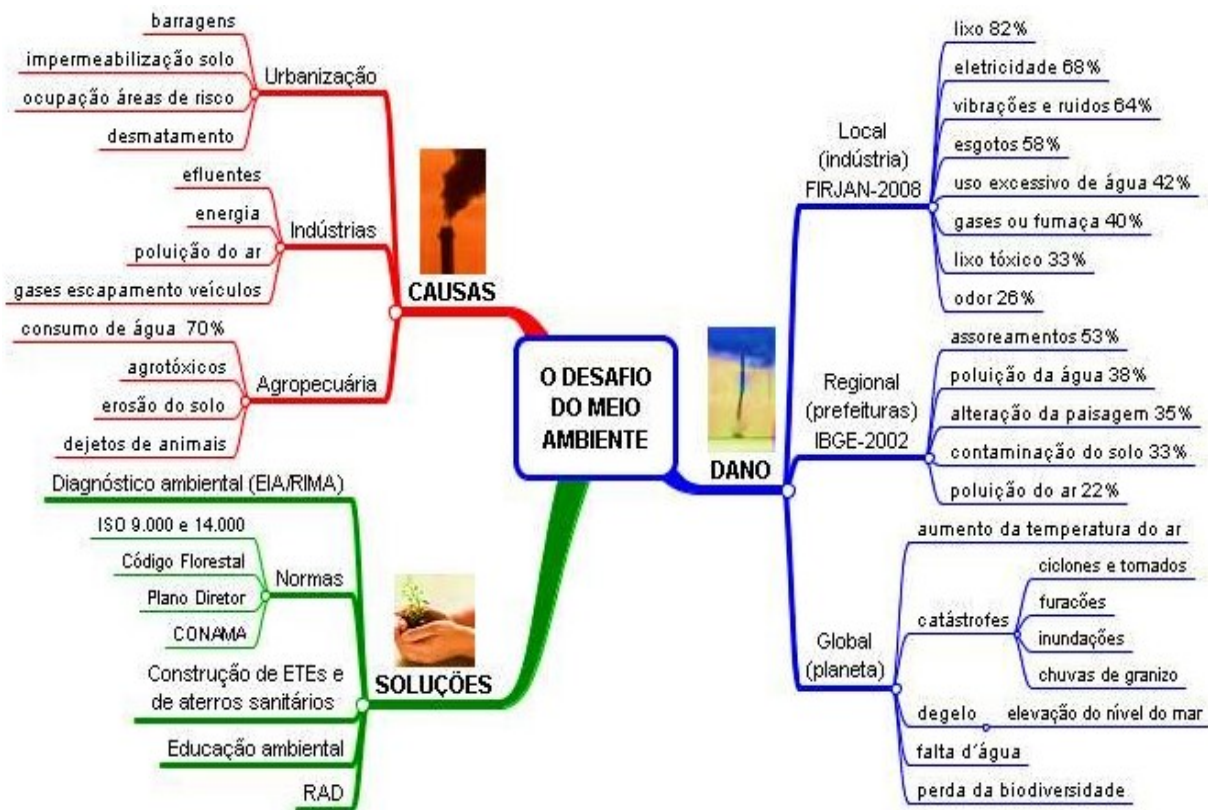 O DESAFIO
DO MEIO
AMBIENTE
CAUSAS
Urbanização
barragens
impermeabilização solo
ocupação áreas de risco
desmatamento
Indústrias
efluentes
energia
poluição do ar
gases escapamento veículos
Agropecuária
consumo de água 70%
agrotóxicos
erosão do solo
dejetos de animais
DANO
Local
(indústria)
FIRJAN-2008
lixo 82%
eletricidade 68%
vibrações e ruidos 64%
esgotos 58%
uso excessivo de água 42%
gases ou fumaça 40%
lixo tóxico 33%
odor 26%
Regional
(prefeituras)
IBGE-2002
assoreamentos 53%
poluição da água 38%
alteração da paisagem 35%
contaminação do solo 33%
poluição do ar 22%
Global
(planeta)
aumento da temperatura do ar
catástrofes
ciclones e tornados
furacões
inundações
chuvas de granizo
degelo
elevação do nível do mar
falta d´água
perda da biodiversidade
SOLUÇÕES
Diagnóstico ambiental (EIA/RIMA)
Normas
ISO 9.000 e 14.000
Código Florestal
Plano Diretor
CONAMA
Construção de ETEs e
de aterros sanitários
Educação ambiental
RAD